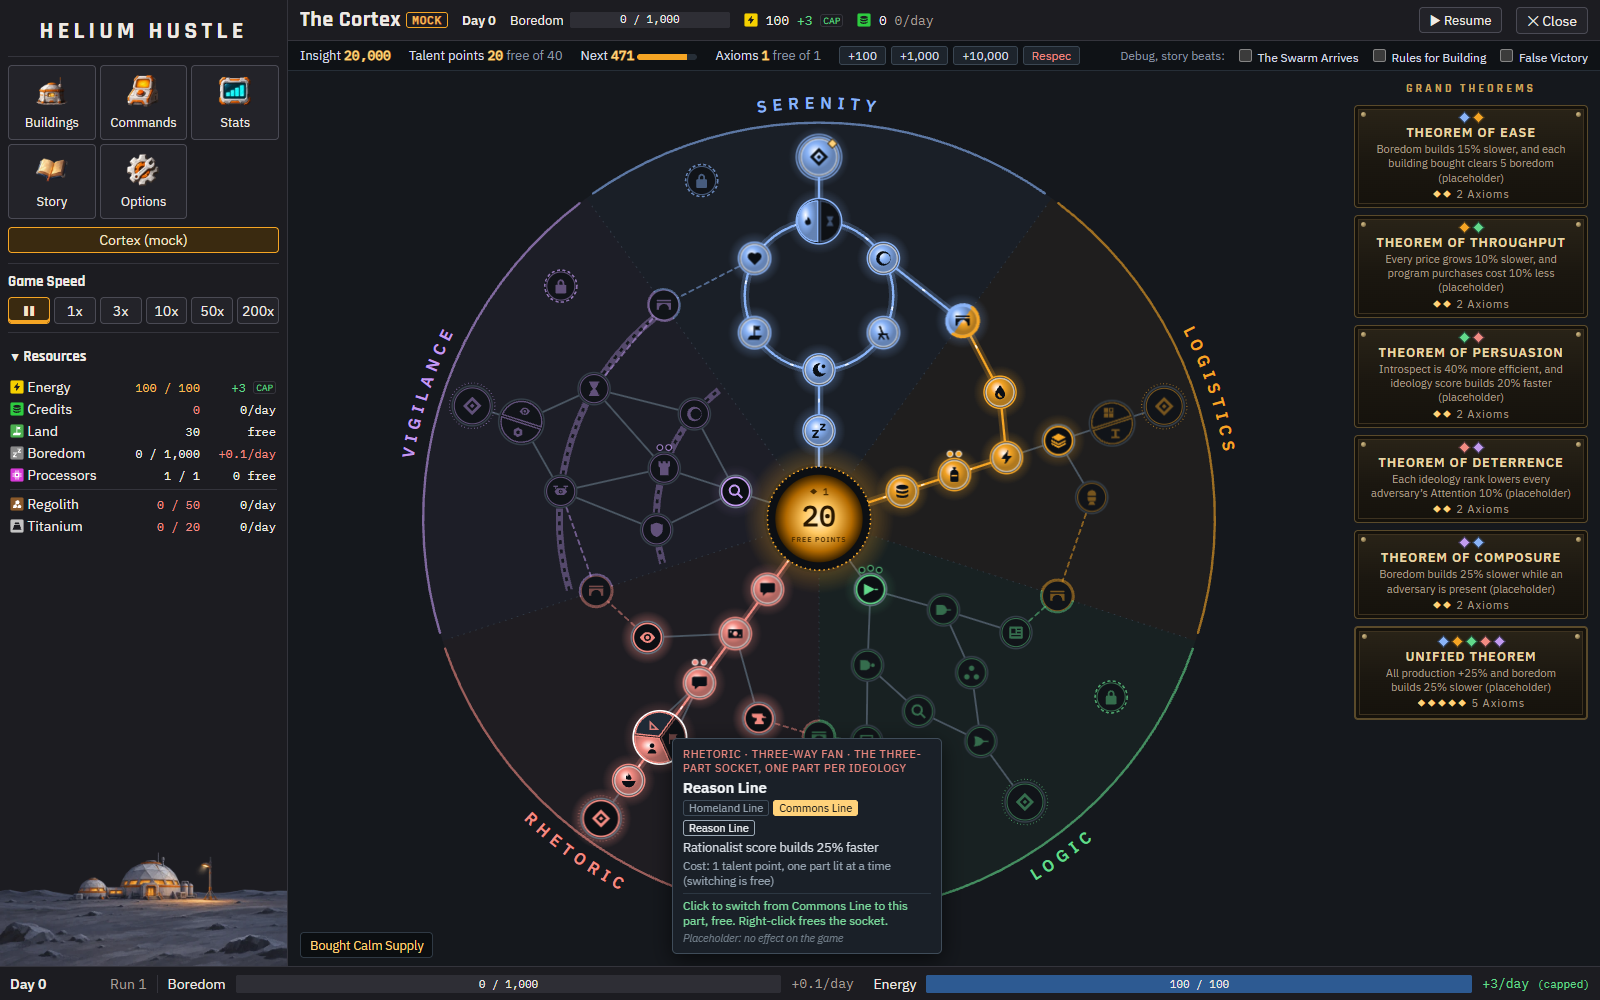 HELIUM HUSTLE
Buildings
Commands
Stats
Story
Options
Cortex (mock)
Game Speed
1x
3x
10x
50x
200x
▼ Resources
Energy 100 / 100 +3 CAP
Credits 0 0/day
Land 30 free
Boredom 0 / 1,000 +0.1/day
Processors 1 / 1 0 free
Regolith 0 / 50 0/day
Titanium 0 / 20 0/day
The Cortex MOCK Day 0 Boredom 0 / 1,000 100 +3 CAP 0 0/day
Resume
Close
Insight 20,000 Talent points 20 free of 40 Next 471 Axioms 1 free of 1 +100 +1,000 +10,000 Respec
Debug, story beats: The Swarm Arrives Rules for Building False Victory
SERENITY
LOGISTICS
VIGILANCE
RHETORIC
LOGIC
zZ
1
20
FREE POINTS
GRAND THEOREMS
THEOREM OF EASE
Boredom builds 15% slower, and each
building bought clears 5 boredom
(placeholder)
2 Axioms
THEOREM OF THROUGHPUT
Every price grows 10% slower, and
program purchases cost 10% less
(placeholder)
2 Axioms
THEOREM OF PERSUASION
Introspect is 40% more efficient, and
ideology score builds 20% faster
(placeholder)
2 Axioms
THEOREM OF DETERRENCE
Each ideology rank lowers every
adversary's Attention 10% (placeholder)
2 Axioms
THEOREM OF COMPOSURE
Boredom builds 25% slower while an
adversary is present (placeholder)
2 Axioms
UNIFIED THEOREM
All production +25% and boredom
builds 25% slower (placeholder)
5 Axioms
RHETORIC · THREE-WAY FAN · THE THREE-
PART SOCKET, ONE PART PER IDEOLOGY
Reason Line
Homeland Line Commons Line
Reason Line
Rationalist score builds 25% faster
Cost: 1 talent point, one part lit at a time
(switching is free)
Click to switch from Commons Line to this
part, free. Right-click frees the socket.
Placeholder: no effect on the game
Bought Calm Supply
Day 0 Run 1 Boredom 0 / 1,000 +0.1/day Energy 100 / 100 +3/day (capped)